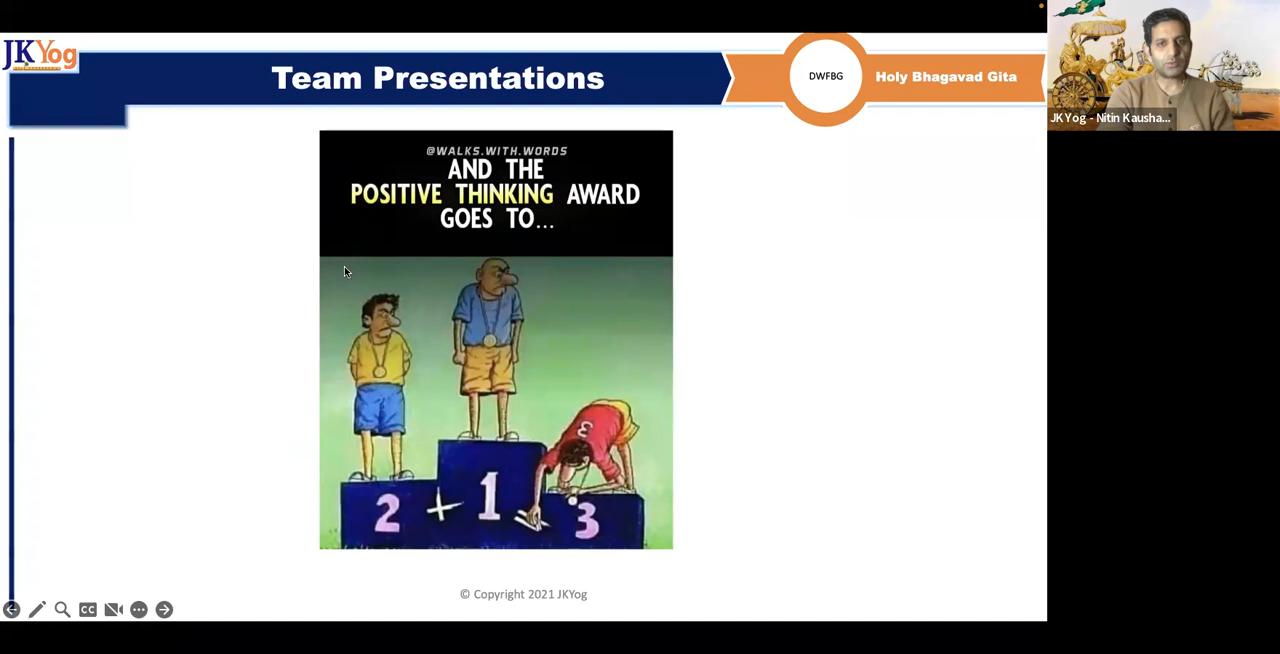 JKYog
Team Presentations
DWFBG
Holy Bhagavad Gita
JKYog - Nitin Kausha...
@WALKS.WITH.WORDS
AND THE
POSITIVE THINKING AWARD
GOES TO...
3
2 + 1 = 3
© Copyright 2021 JKYog
CC